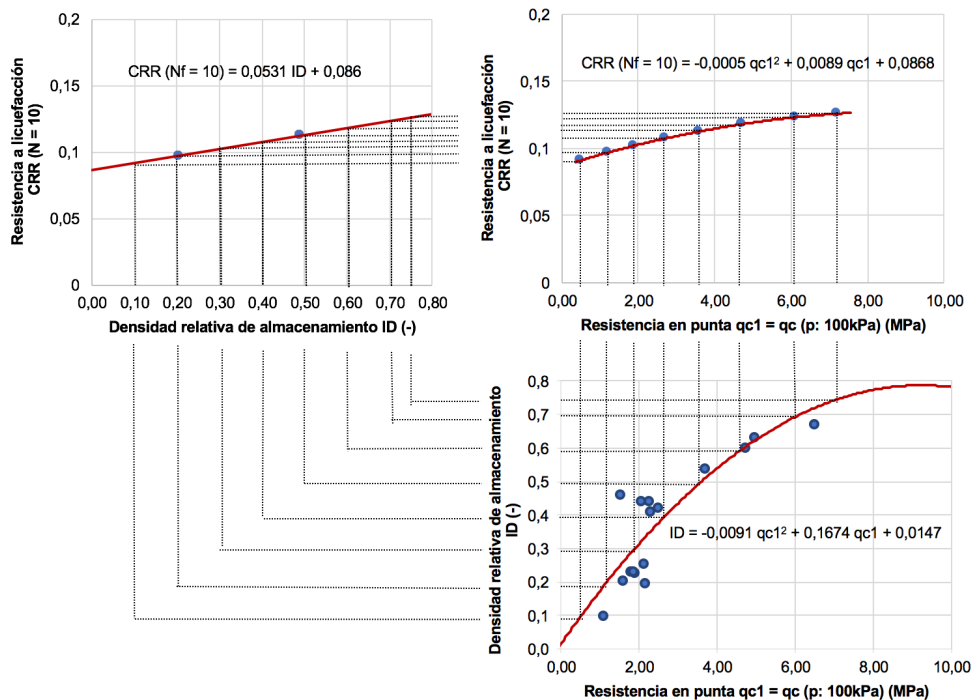 0,2
0,15
0,1
0,05
0
Resistencia a licuefacción
CRR (N = 10)
CRR (Nf = 10) = 0,0531 ID + 0,086
0,00 0,10 0,20 0,30 0,40 0,50 0,60 0,70 0,80
Densidad relativa de almacenamiento ID (-)
0,2
0,15
0,1
0,05
0
Resistencia a licuefacción
CRR (N = 10)
CRR (Nf = 10) = -0,0005 qc1² + 0,0089 qc1 + 0,0868
0,00 2,00 4,00 6,00 8,00 10,00
Resistencia en punta qc1 = qc (p: 100kPa) (MPa)
0,8
0,7
0,6
0,5
0,4
0,3
0,2
0,1
0,0
Densidad relativa de almacenamiento
ID (-)
ID = -0,0091 qc1² + 0,1674 qc1 + 0,0147
0,00 2,00 4,00 6,00 8,00 10,00
Resistencia en punta qc1 = qc (p: 100kPa) (MPa)